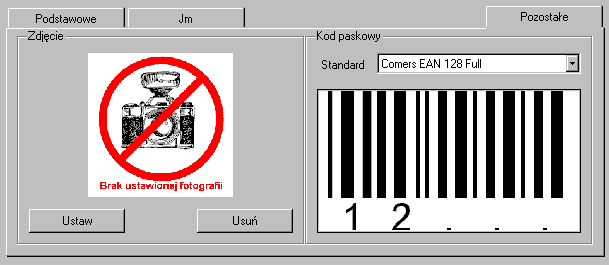 Podstawowe
Jm
Pozostałe
Zdjęcie
Brak ustawionej fotografii
Ustaw
Usuń
Kod paskowy
Standard
Comers EAN 128 Full
1 2 . . .